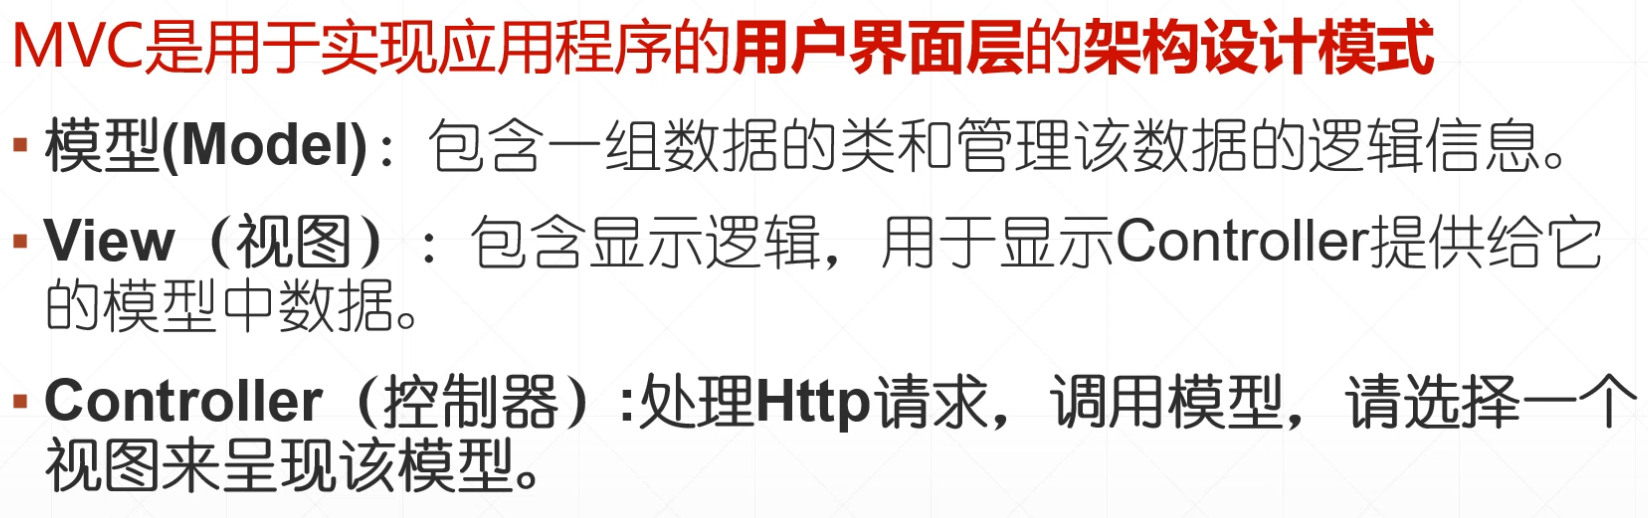 MVC是用于实现应用程序的用户界面层的架构设计模式
▪ 模型(Model)：包含一组数据的类和管理该数据的逻辑信息。
▪ View（视图）：包含显示逻辑，用于显示Controller提供给它
的模型中数据。
▪ Controller（控制器）:处理Http请求，调用模型，请选择一个
视图来呈现该模型。